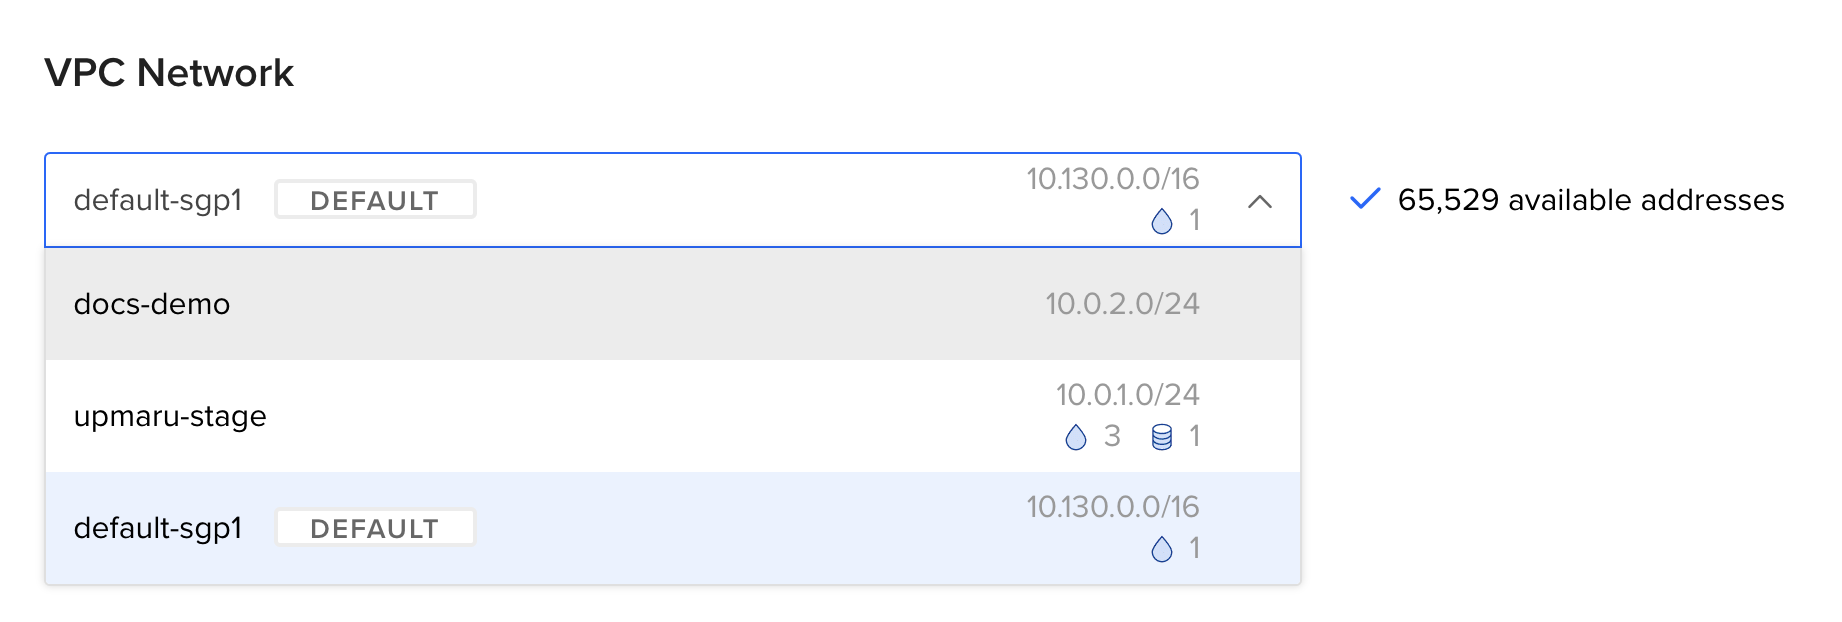 VPC Network
default-sgp1 DEFAULT 10.130.0.0/16
1
65,529 available addresses
docs-demo 10.0.2.0/24
upmaru-stage 10.0.1.0/24
3 1
default-sgp1 DEFAULT 10.130.0.0/16
1